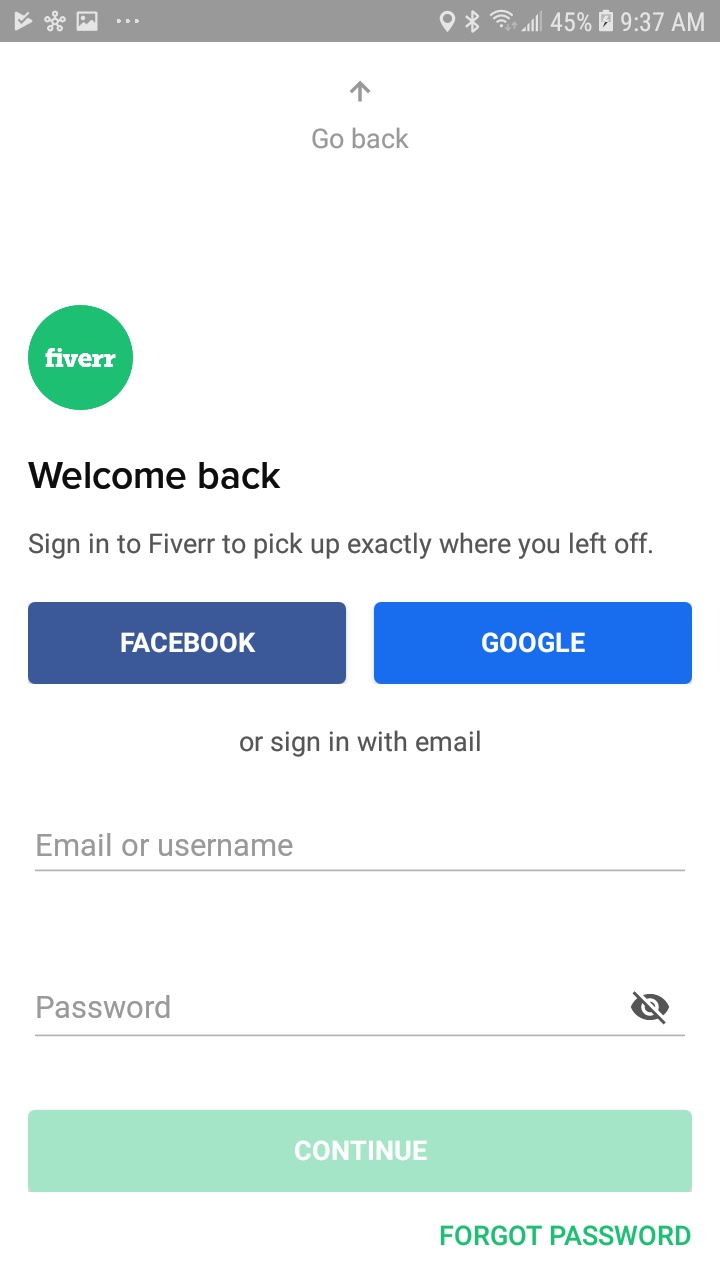 45% 9:37 AM
Go back
fiverr
Welcome back
Sign in to Fiverr to pick up exactly where you left off.
FACEBOOK GOOGLE
or sign in with email
Email or username
Password
CONTINUE
FORGOT PASSWORD